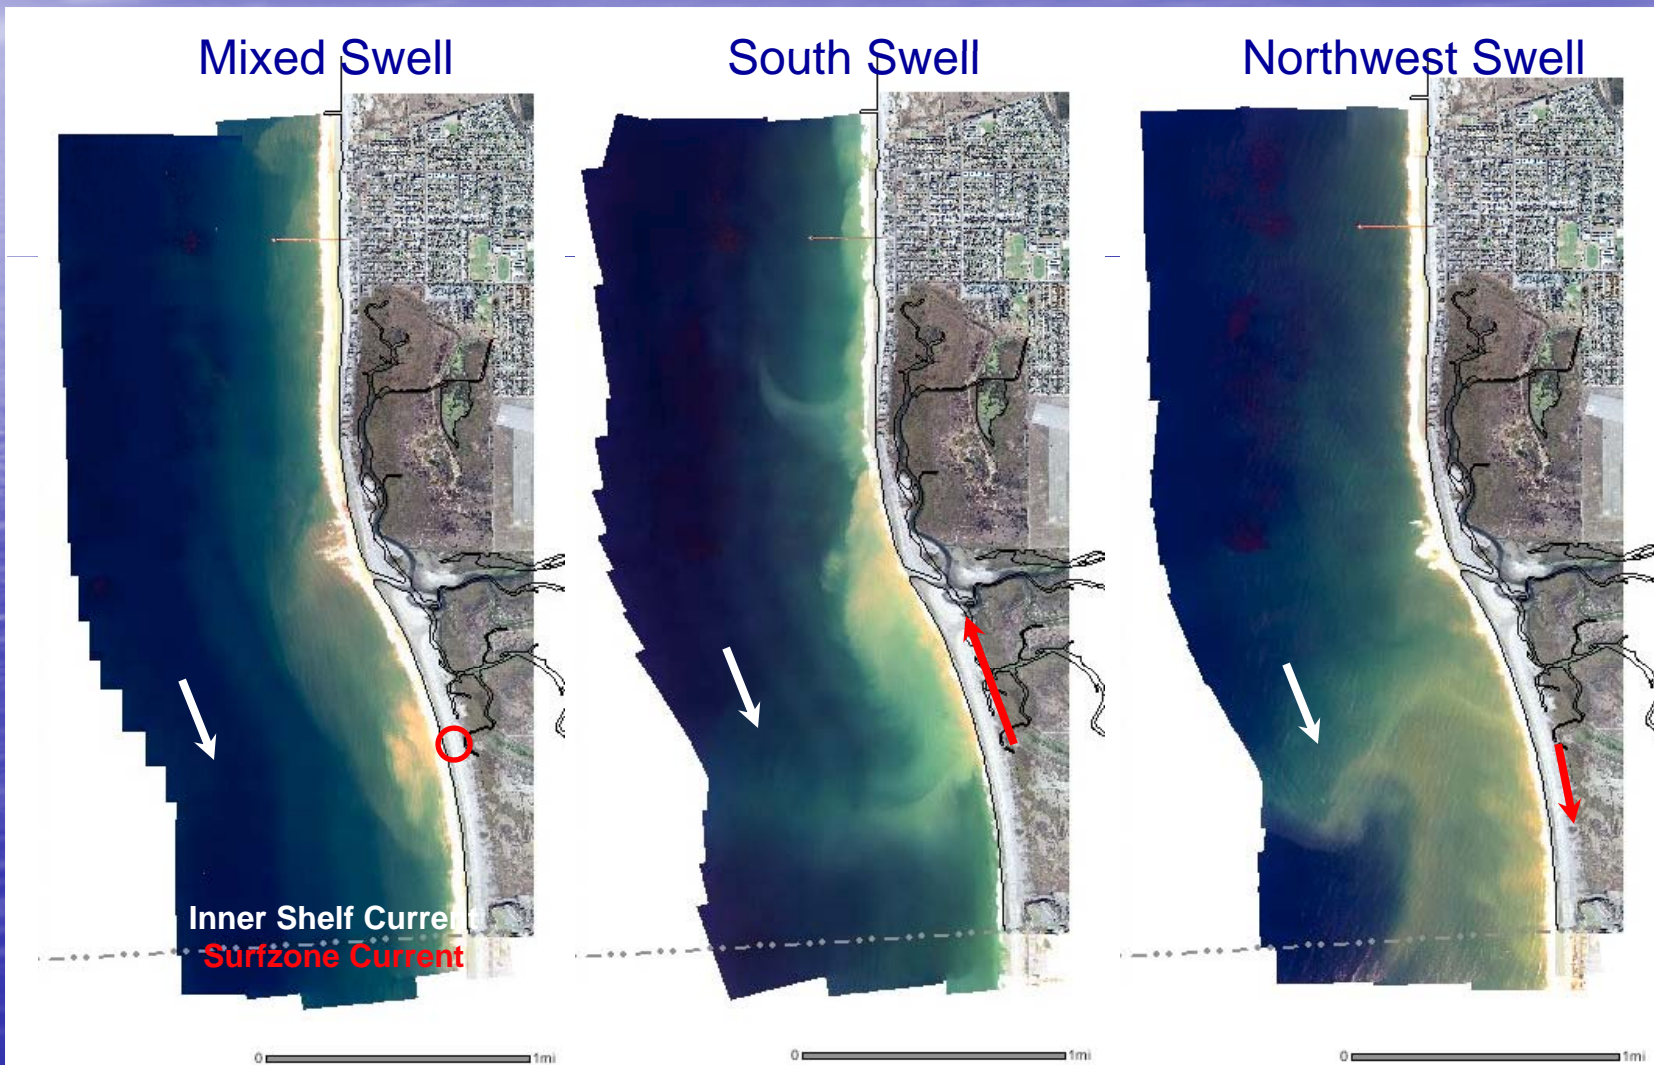 Mixed Swell
South Swell
Northwest Swell
Inner Shelf Current
Surfzone Current
0 1mi
0 1mi
0 1mi